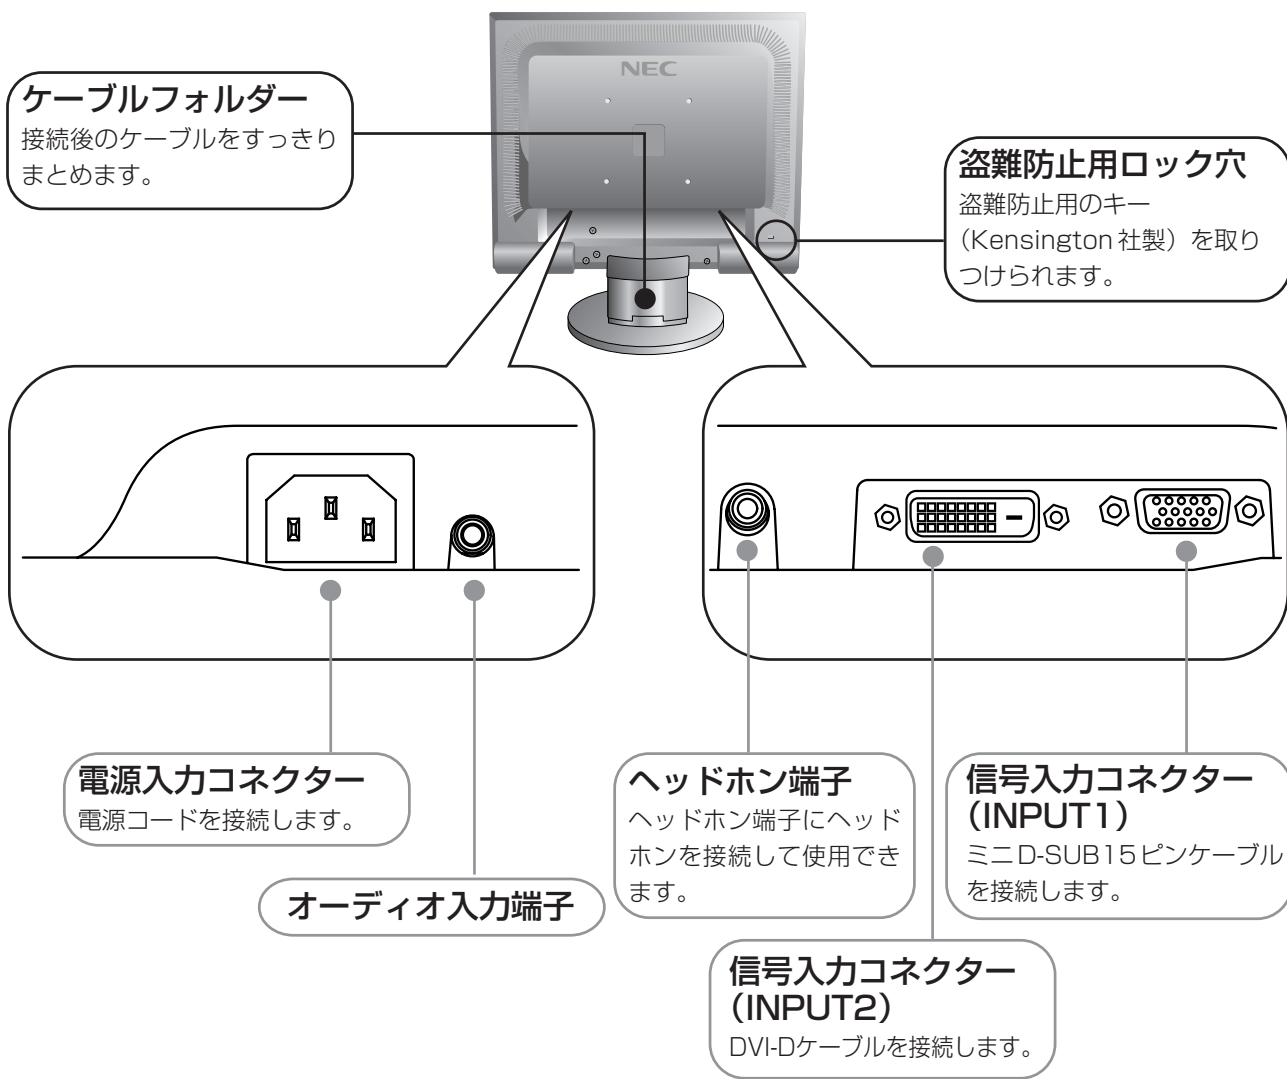 NEC
ケーブルフォルダー
接続後のケーブルをすっきり
まとめます。
盗難防止用ロック穴
盗難防止用のキー
（Kensington 社製）を取り
つけられます。
電源入力コネクター
電源コードを接続します。
オーディオ入力端子
ヘッドホン端子
ヘッドホン端子にヘッド
ホンを接続して使用でき
ます。
信号入力コネクター
（INPUT1）
ミニD-SUB15ピンケーブル
を接続します。
信号入力コネクター
（INPUT2）
DVI-Dケーブルを接続します。